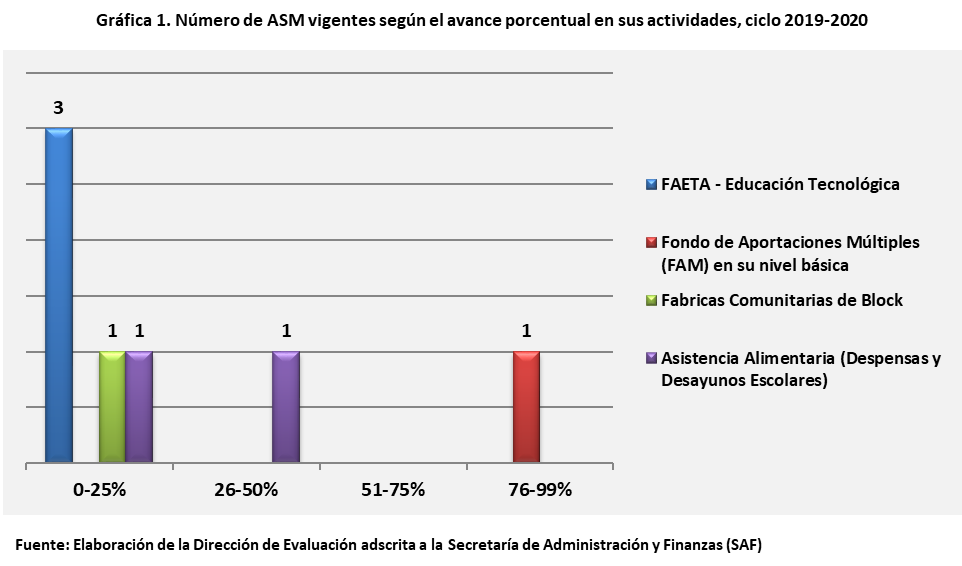 Gráfica 1. Número de ASM vigentes según el avance porcentual en sus actividades, ciclo 2019-2020
3
1
1
1
1
0-25%
26-50%
51-75%
76-99%
FAETA - Educación Tecnológica
Fondo de Aportaciones Múltiples
(FAM) en su nivel básica
Fabricas Comunitarias de Block
Asistencia Alimentaria (Despensas y
Desayunos Escolares)
Fuente: Elaboración de la Dirección de Evaluación adscrita a la Secretaría de Administración y Finanzas (SAF)